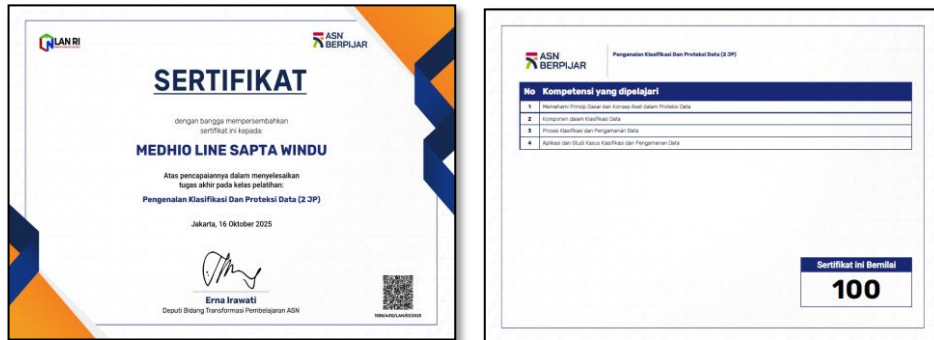 LAN RI
ASN
BERPIJAR
SERTIFIKAT
dengan bangga mempersembahkan
sertifikat ini kepada:
MEDHIO LINE SAPTA WINDU
Atas pencapaiannya dalam menyelesaikan
tugas akhir pada kelas pelatihan:
Pengenalan Klasifikasi Dan Proteksi Data (2 JP)
Jakarta, 16 Oktober 2025
Erna Irawati
Deputi Bidang Transformasi Pembelajaran ASN
ASN
BERPIJAR
Pengenalan Klasifikasi Dan Proteksi Data (2 JP)
No Kompetensi yang dipelajari
1 Memahami Prinsip Dasar dan Konsep Aset dalam Proteksi Data
2 Komponen dalam Klasifikasi Data
3 Proses Klasifikasi dan Pengamanan Data
4 Aplikasi dan Studi Kasus Klasifikasi dan Pengamanan Data
Sertifikat ini Bernilai
100